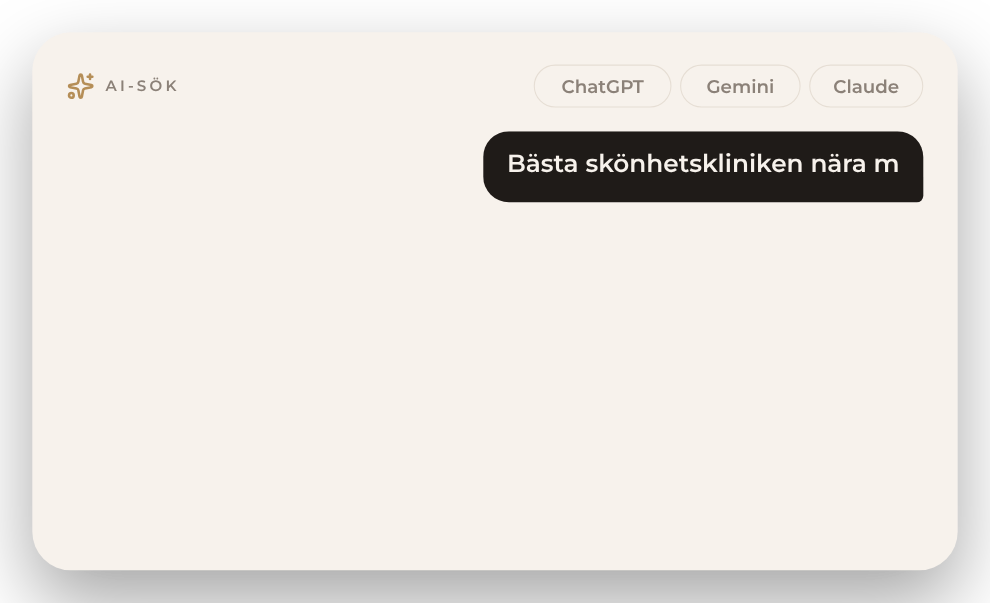 AI-SÖK
ChatGPT
Gemini
Claude
Bästa skönhetskliniken nära m